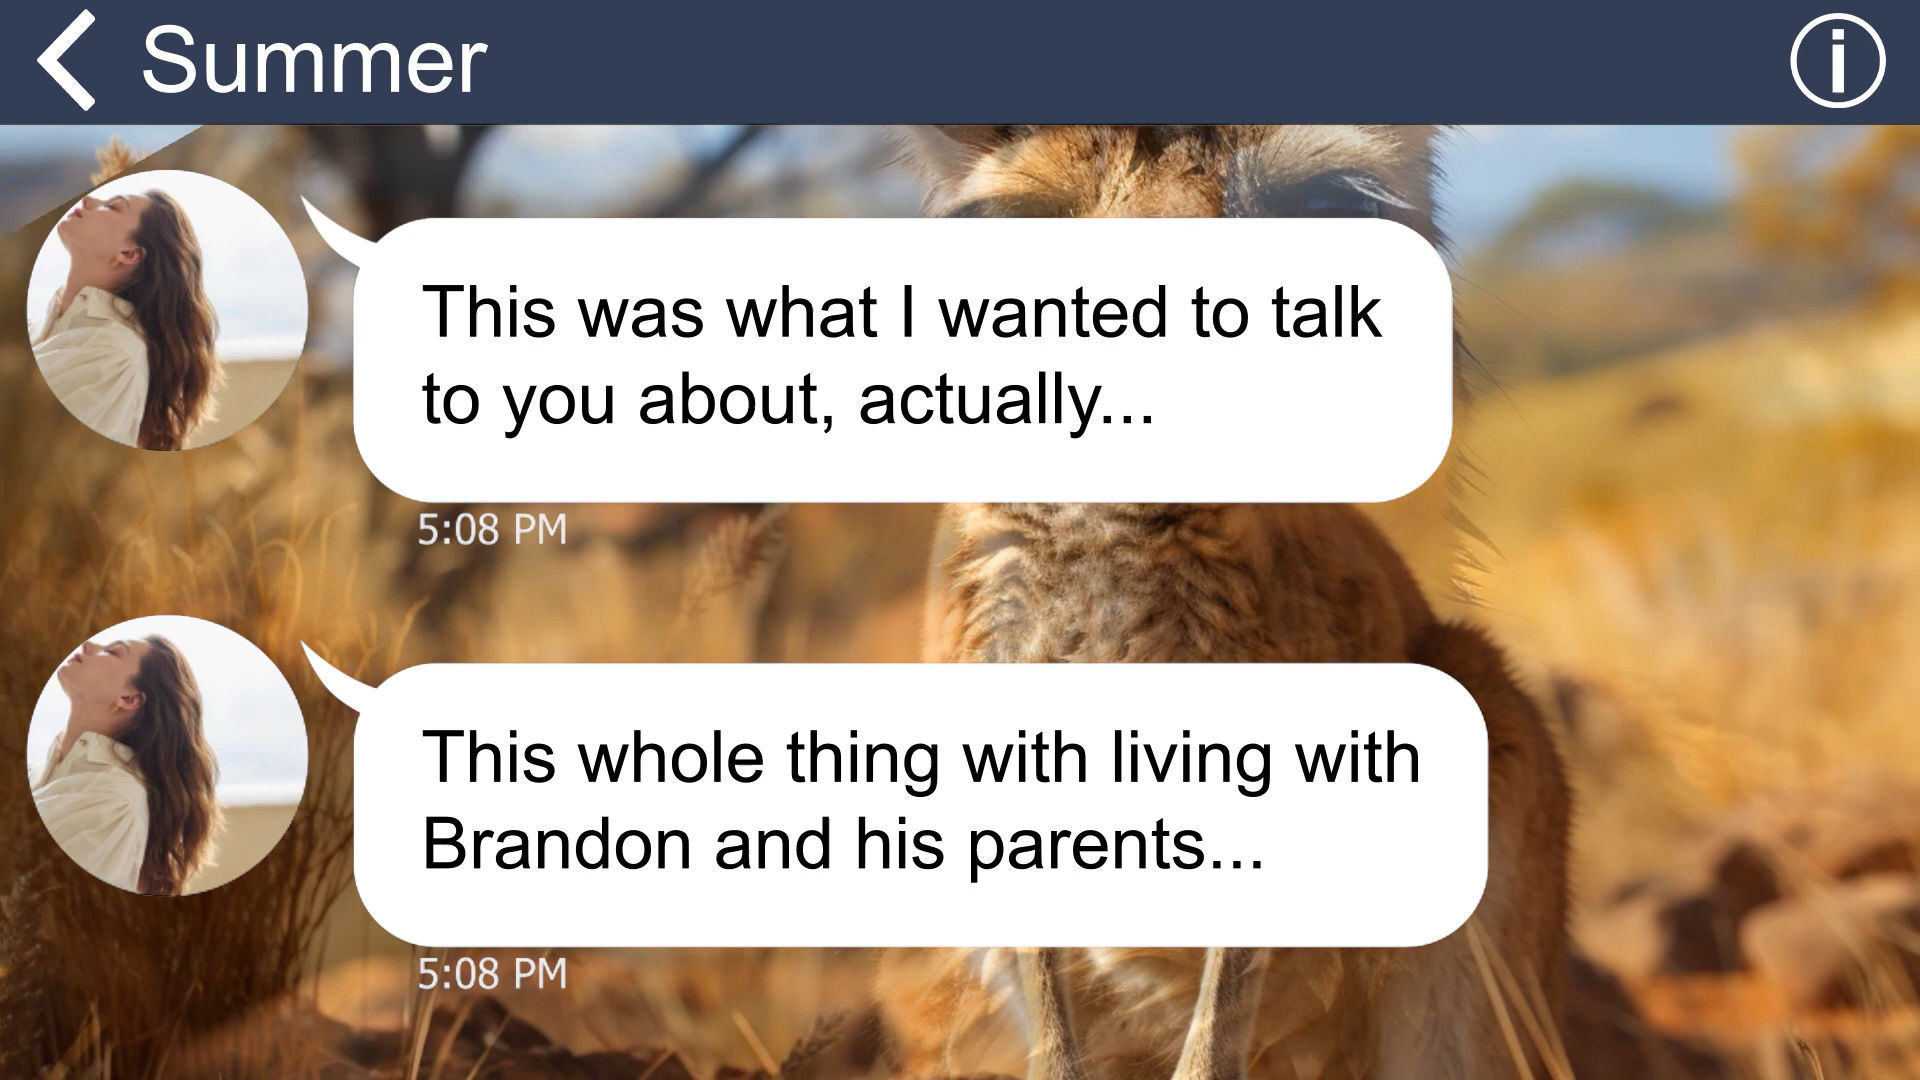 Summer
This was what I wanted to talk
to you about, actually...
5:08 PM
This whole thing with living with
Brandon and his parents...
5:08 PM